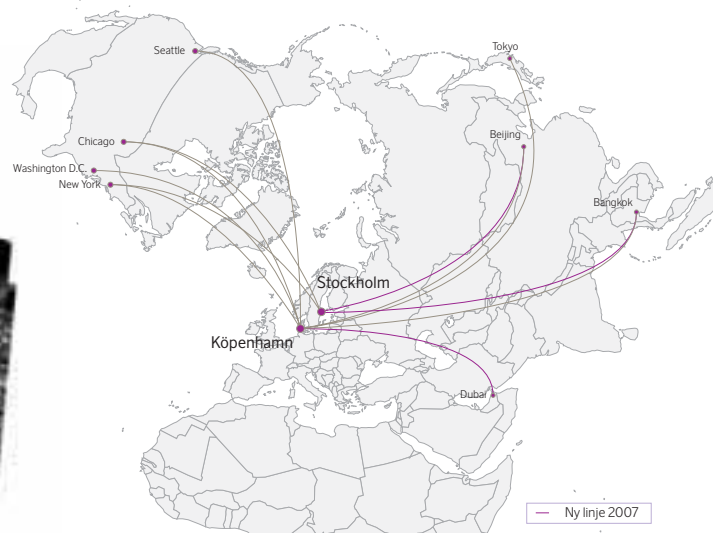 Tokyo
Seattle
Beijing
Chicago
Washington D.C.
New York
Bangkok
Stockholm
Köpenhamn
Dubai
Ny linje 2007